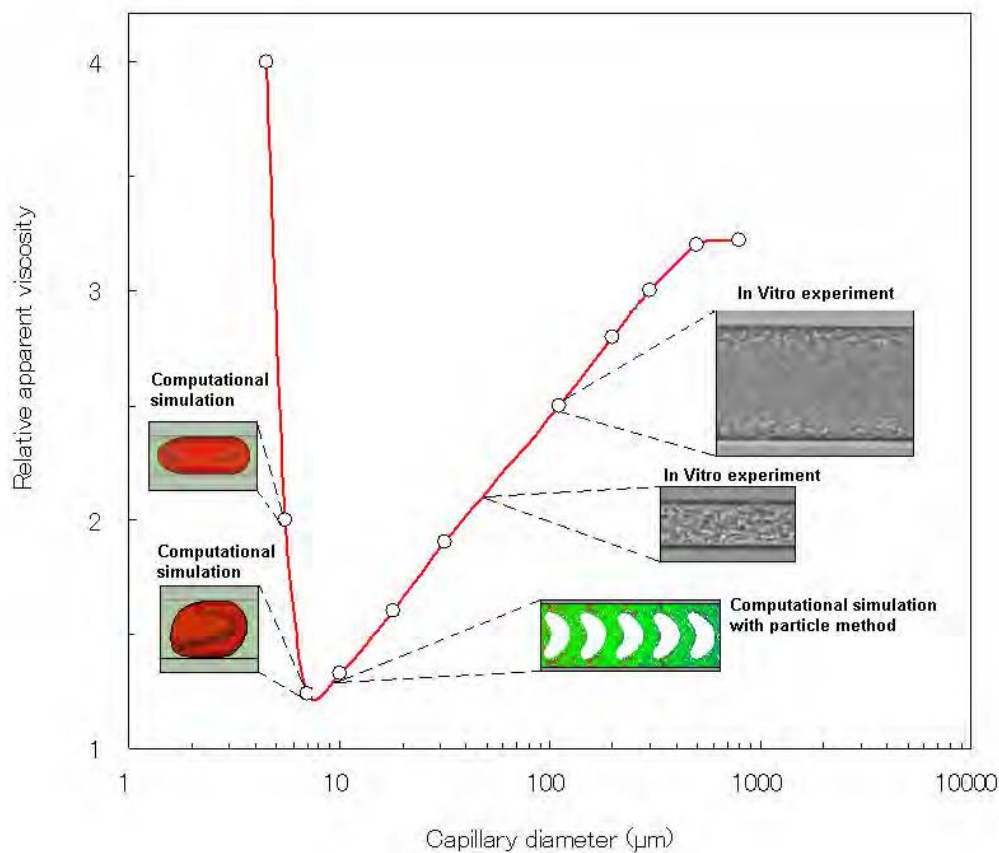 4
3
2
1
Relative apparent viscosity
In Vitro experiment
Computational
simulation
In Vitro experiment
Computational
simulation
Computational simulation
with particle method
1
10
100
1000
10000
Capillary diameter (μm)